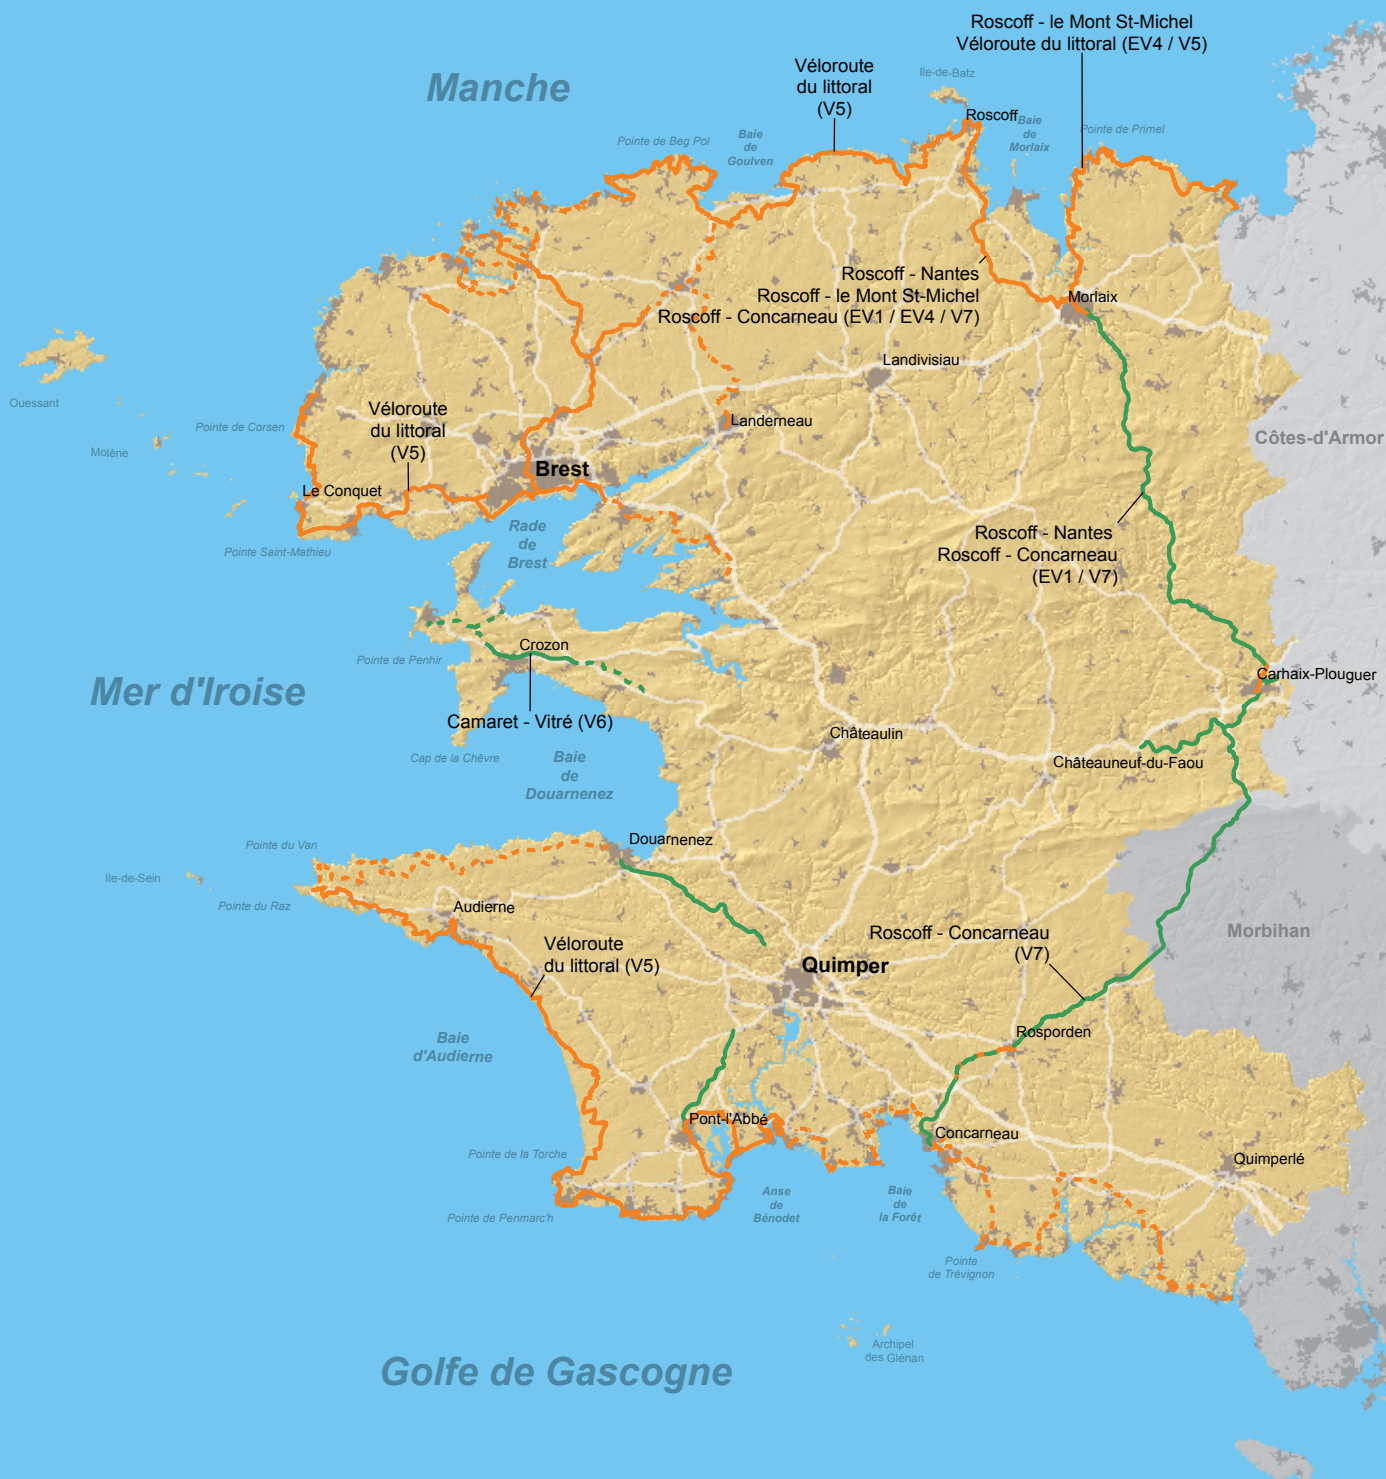 Roscoff - le Mont St-Michel
Véloroute du littoral (EV4 / V5)
Véloroute
du littoral
(V5)
Manche
Ile-de-Batz
Roscoff
Baie
de
Morlaix
Pointe de Primel
Pointe de Beg Pol
Baie
de
Goulven
Roscoff - Nantes
Roscoff - le Mont St-Michel
Roscoff - Concarneau (EV1 / EV4 / V7)
Morlaix
Landivisiau
Ouessant
Molène
Pointe de Corsen
Véloroute
du littoral
(V5)
Landerneau
Côtes-d'Armor
Brest
Le Conquet
Pointe Saint-Mathieu
Rade
de
Brest
Roscoff - Nantes
Roscoff - Concarneau
(EV1 / V7)
Crozon
Pointe de Penhir
Mer d'Iroise
Carhaix-Plouguer
Camaret - Vitré (V6)
Châteaulin
Cap de la Chévre
Baie
de
Douarnenez
Châteauneuf-du-Faou
Pointe du Van
Douarnenez
Ile-de-Sein
Pointe du Raz
Audierne
Véloroute
du littoral (V5)
Roscoff - Concarneau
(V7)
Morbihan
Quimper
Baie
d'Audierne
Rosporden
Pont-l'Abbé
Concarneau
Pointe de la Torche
Quimperlé
Pointe de Penmarc'h
Anse
de
Bénodet
Baie
de
la Forêt
Pointe
de Trévignon
Archipel
des Glénan
Golfe de Gascogne